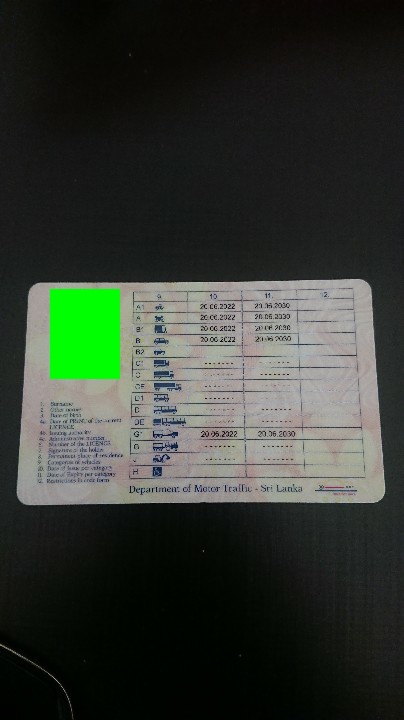 9. 10. 11. 12.
A1 20.06.2022 20.06.2030
A 20.06.2022 20.06.2030
B1 20.06.2022 20.06.2030
B 20.06.2022 20.06.2030
B2
C1 ------- -------
C ------- -------
CE ------- -------
D1 ------- -------
D ------- -------
DE ------- -------
G1 20.06.2022 20.06.2030
G ------- -------
J ------- -------
H
1. Surname
2. Other names
3. Date of birth
4a. Date of ISSUE of the current
LICENCE
4b. Issuing authority
4c. Administrative number
5. Number of the LICENCE
7. Signature of the holder
8. Permanent place of residence
9. Categories of vehicles
10. Date of Issue per category
11. Date of Expiry per category
12. Restrictions in code form
Department of Motor Traffic - Sri Lanka